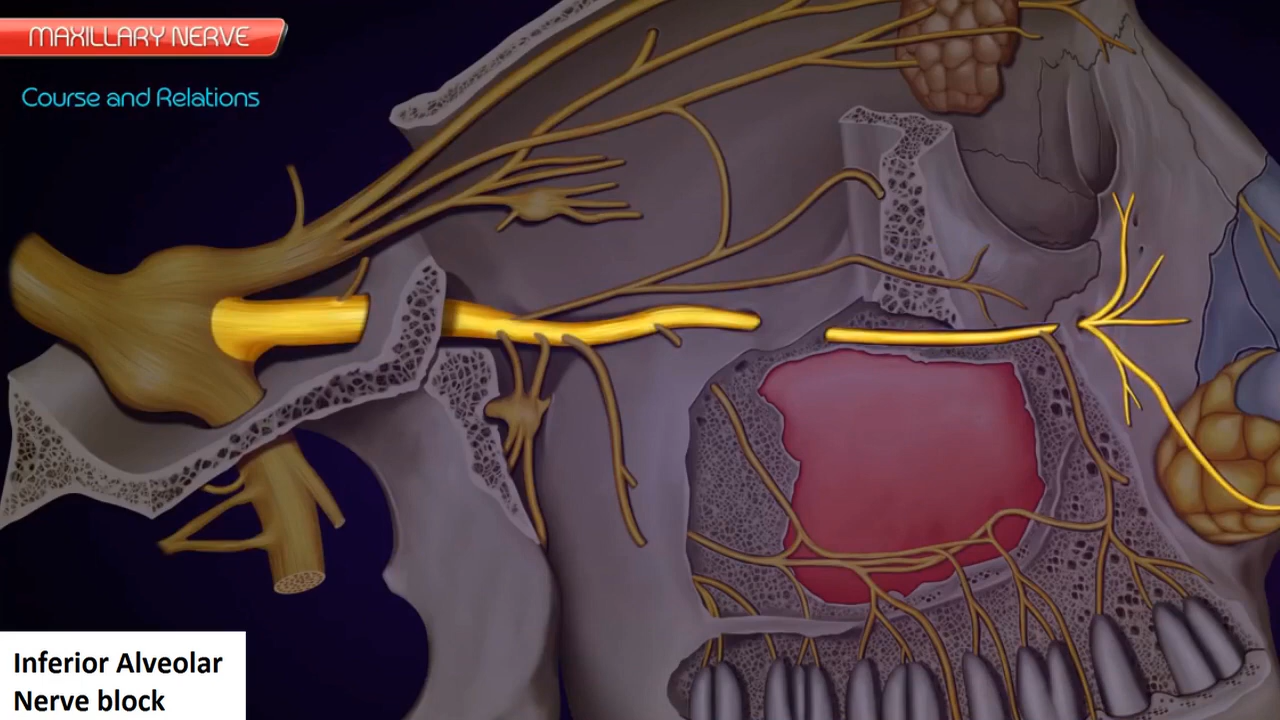 MAXILLARY NERVE
Course and Relations
Inferior Alveolar
Nerve block